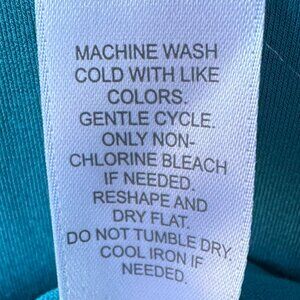 MACHINE WASH
COLD WITH LIKE
COLORS.
GENTLE CYCLE.
ONLY NON-
CHLORINE BLEACH
IF NEEDED.
RESHAPE AND
DRY FLAT.
DO NOT TUMBLE DRY.
COOL IRON IF
NEEDED.